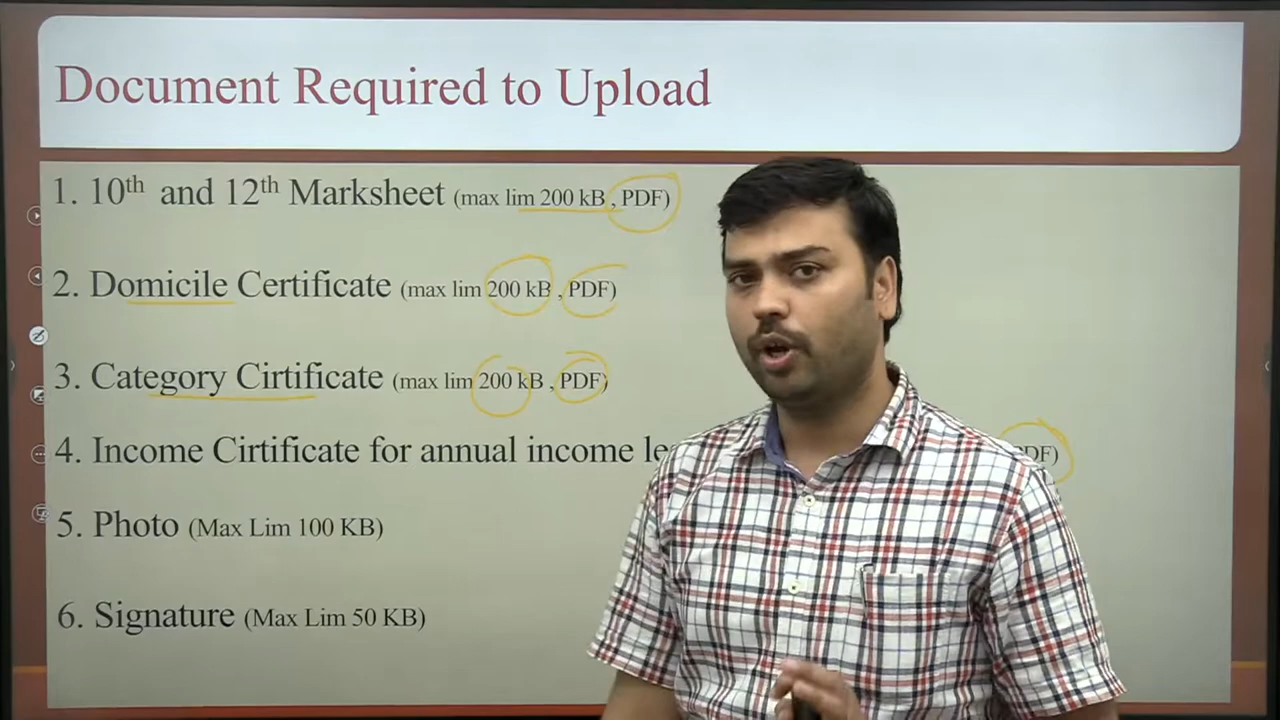 Document Required to Upload
1. 10th and 12th Marksheet (max lim 200 kB , PDF)
2. Domicile Certificate (max lim 200 kB , PDF)
3. Category Cirtificate (max lim 200 kB , PDF)
4. Income Cirtificate for annual income PDF)
5. Photo (Max Lim 100 KB)
6. Signature (Max Lim 50 KB)